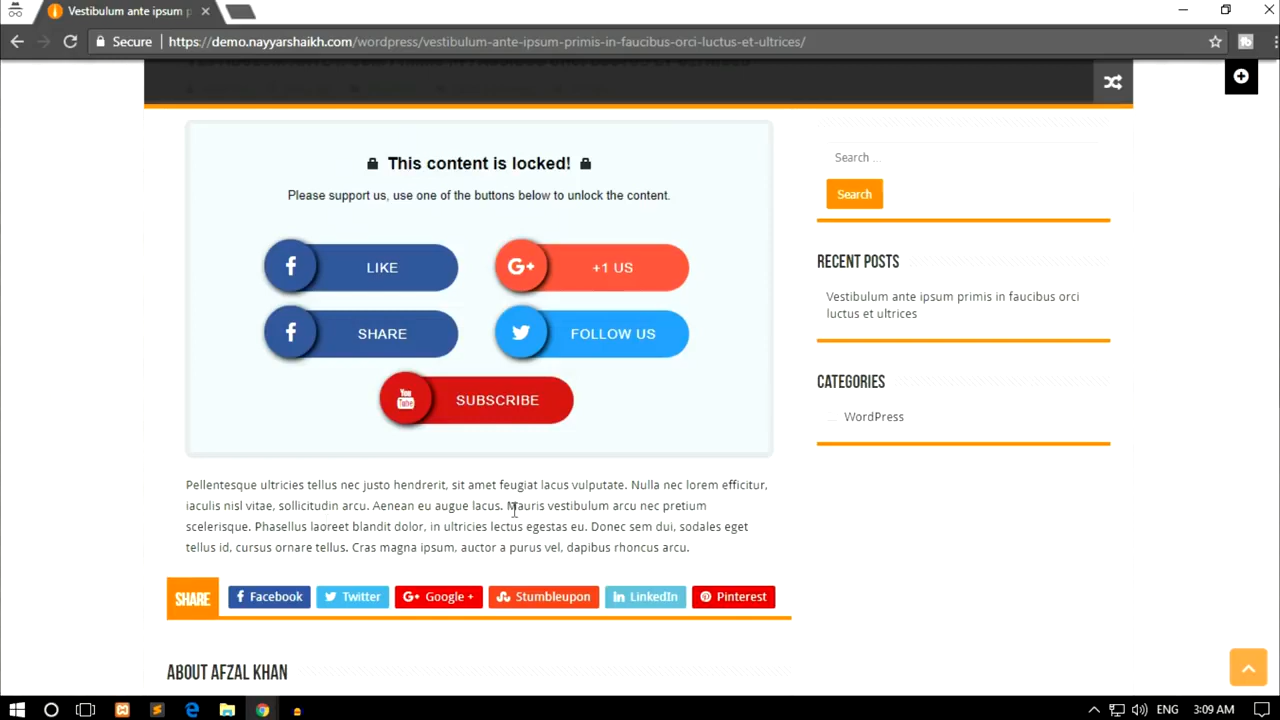 Vestibulum ante ipsum p
Secure
https://demo.nayyarshaikh.com/wordpress/vestibulum-ante-ipsum-primis-in-faucibus-orci-luctus-et-ultrices/
This content is locked!
Please support us, use one of the buttons below to unlock the content.
LIKE
+1 US
SHARE
FOLLOW US
You Tube SUBSCRIBE
Pellentesque ultricies tellus nec justo hendrerit, sit amet feugiat lacus vulputate. Nulla nec lorem efficitur,
iaculis nisl vitae, sollicitudin arcu. Aenean eu augue lacus. Mauris vestibulum arcu nec pretium
scelerisque. Phasellus laoreet blandit dolor, in ultricies lectus egestas eu. Donec sem dui, sodales eget
tellus id, cursus ornare tellus. Cras magna ipsum, auctor a purus vel, dapibus rhoncus arcu.
SHARE
Facebook
Twitter
Google +
Stumbleupon
LinkedIn
Pinterest
ABOUT AFZAL KHAN
Search ...
Search
RECENT POSTS
Vestibulum ante ipsum primis in faucibus orci
luctus et ultrices
CATEGORIES
WordPress
ENG
3:09 AM